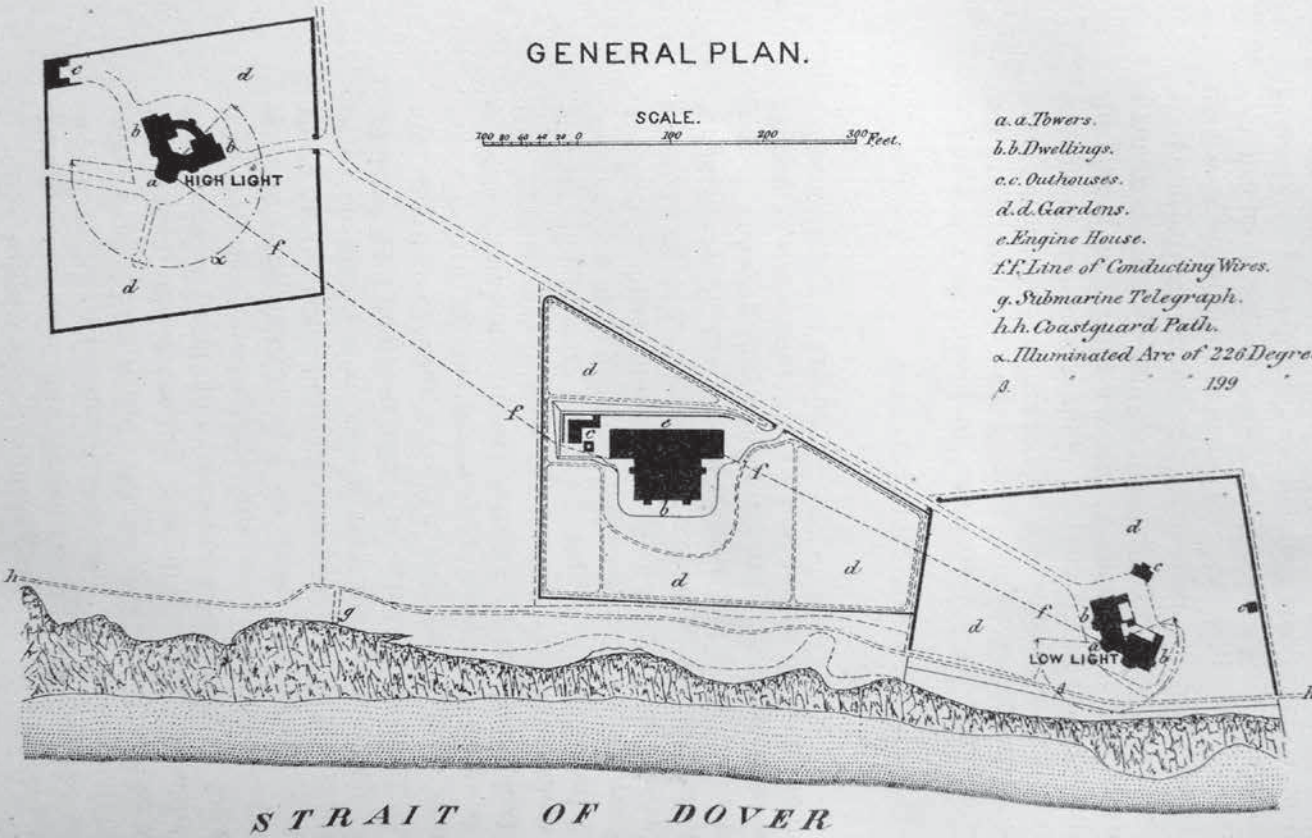 GENERAL PLAN.
SCALE.
100 80 60 40 20 0 100 200 300 Feet.
a.a.Towers.
b.b.Dwellings.
c.c.Outhouses.
d.d.Gardens.
e.Engine House.
f.f.Line of Conducting Wires.
g.Submarine Telegraph.
h.h.Coastguard Path.
α.Illuminated Arc of 226 Degre
β. " " " 199 "
c
d
b
b
a
HIGH LIGHT
α
d
f
f
d
c
e
f
b
d
d
d
c
d
f
b
a
b
c
LOW LIGHT
h
g
h
STRAIT OF DOVER